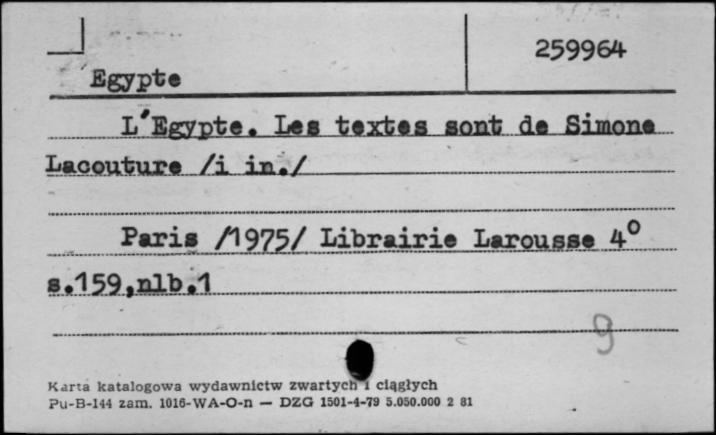 259964
Egypte
L'Egypte. Les textes sont de Simone
Lacouture /i in./
Paris /1975/ Librairie Larousse 4°
s.159,nlb.1
9
Karta katalogowa wydawnictw zwartych i ciągłych
Pu-B-144 zam. 1016-WA-O-n — DZG 1501-4-79 5.050.000 2 81